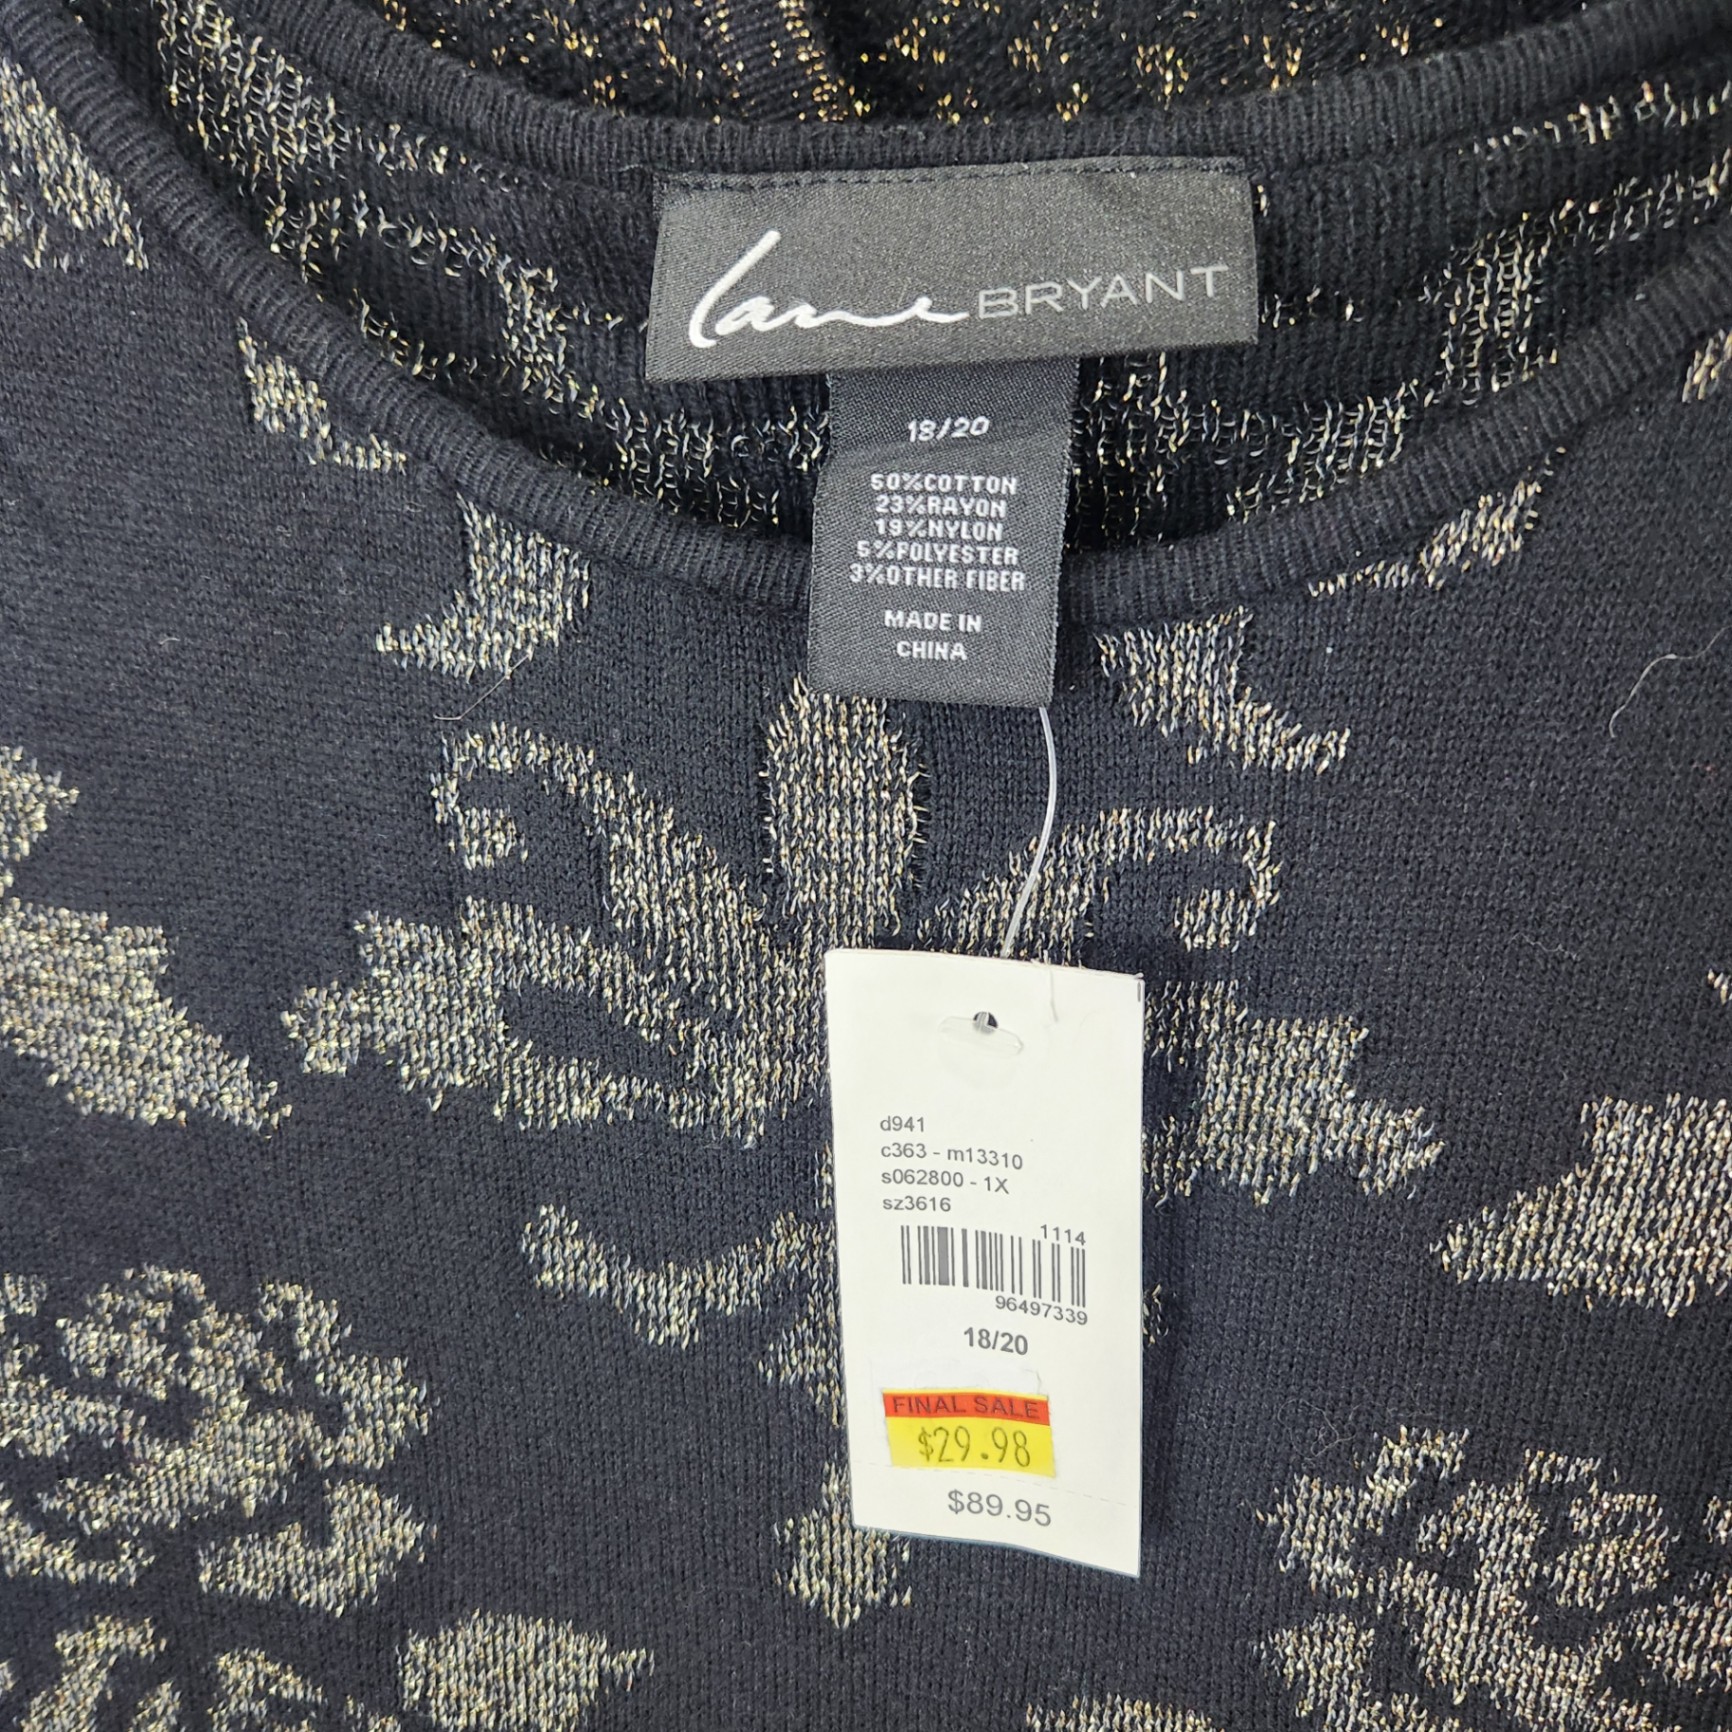 lane BRYANT
18/20
50%COTTON
23%RAYON
19%NYLON
5%POLYESTER
3%OTHER FIBER
MADE IN
CHINA
d941
c363 - m13310
s062800 - 1X
sz3616
1114
96497339
18/20
FINAL SALE
$29.98
$89.95